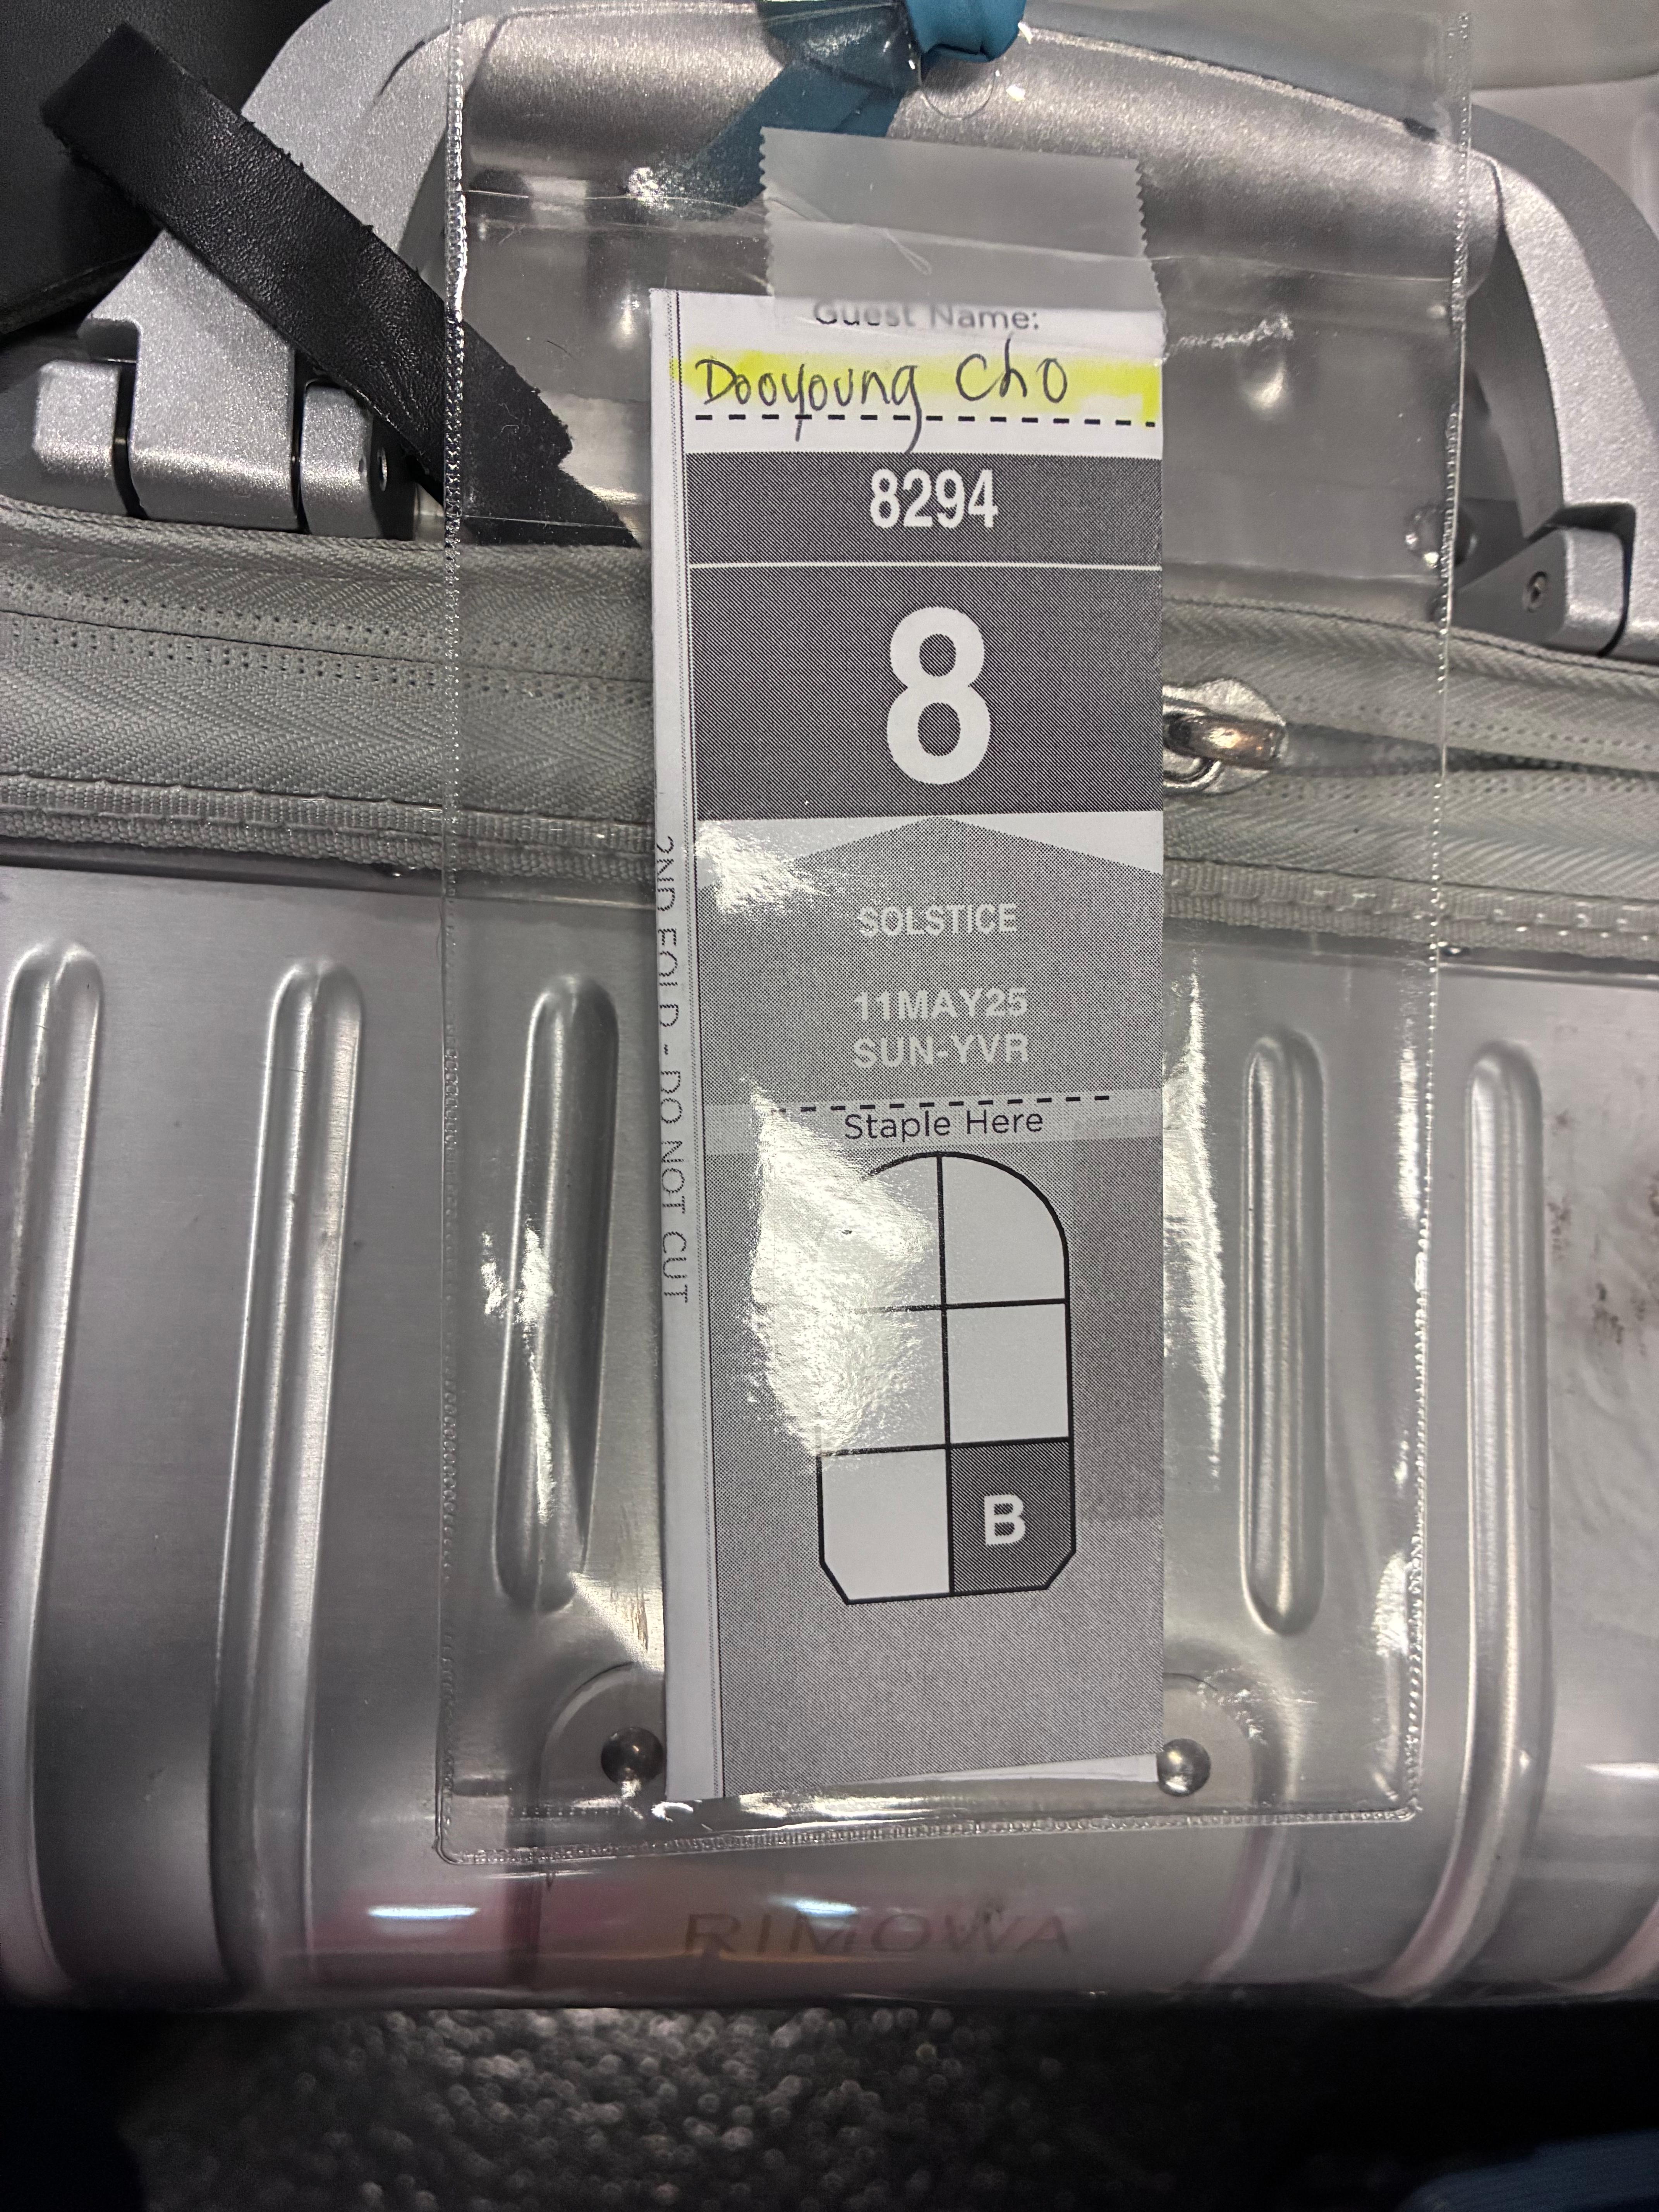 Guest Name:
Dooyoung Cho
8294
8
SOLSTICE
11MAY25
SUN-YVR
Staple Here
B
2ND FOLD - DO NOT CUT
RIMOWA